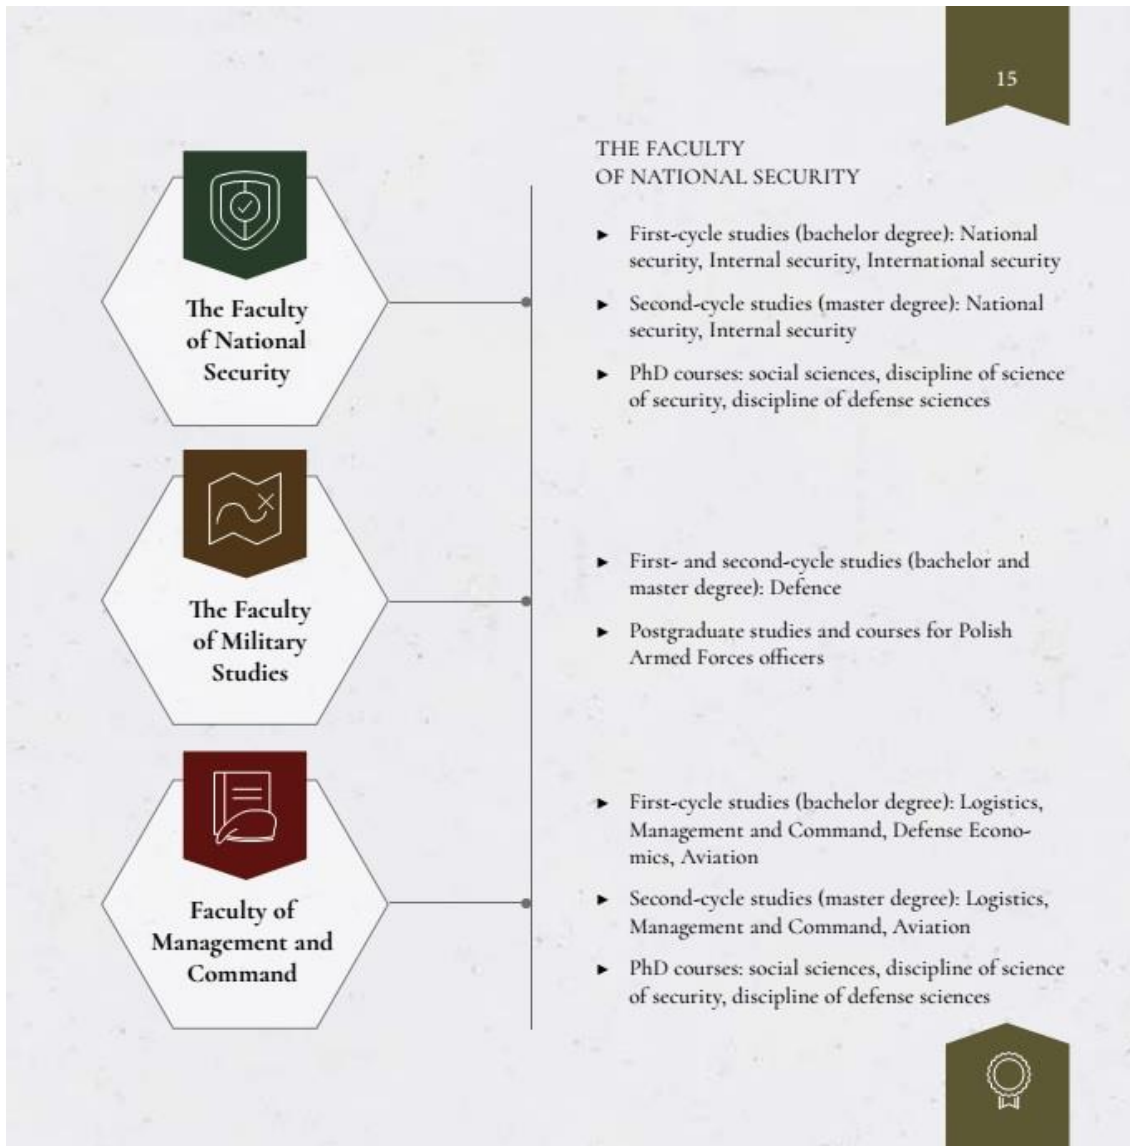 15
THE FACULTY
OF NATIONAL SECURITY
The Faculty
of National
Security
► First-cycle studies (bachelor degree): National
security, Internal security, International security
► Second-cycle studies (master degree): National
security, Internal security
► PhD courses: social sciences, discipline of science
of security, discipline of defense sciences
The Faculty
of Military
Studies
► First- and second-cycle studies (bachelor and
master degree): Defence
► Postgraduate studies and courses for Polish
Armed Forces officers
Faculty of
Management and
Command
► First-cycle studies (bachelor degree): Logistics,
Management and Command, Defense Econo-
mics, Aviation
► Second-cycle studies (master degree): Logistics,
Management and Command, Aviation
► PhD courses: social sciences, discipline of science
of security, discipline of defense sciences